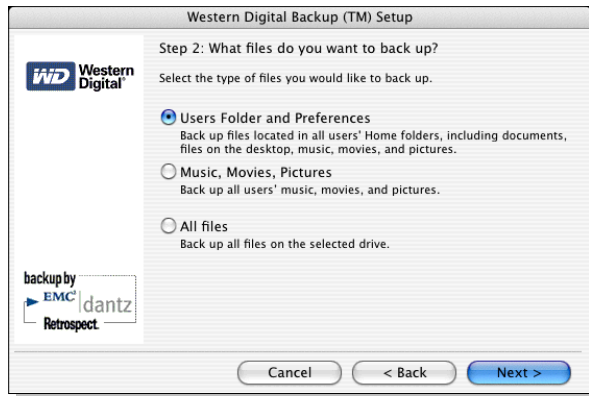 Western Digital Backup (TM) Setup
WD Western Digital®
Step 2: What files do you want to back up?
Select the type of files you would like to back up.
Users Folder and Preferences
Back up files located in all users' Home folders, including documents,
files on the desktop, music, movies, and pictures.
Music, Movies, Pictures
Back up all users' music, movies, and pictures.
All files
Back up all files on the selected drive.
backup by
EMC² dantz
Retrospect.
Cancel
< Back
Next >